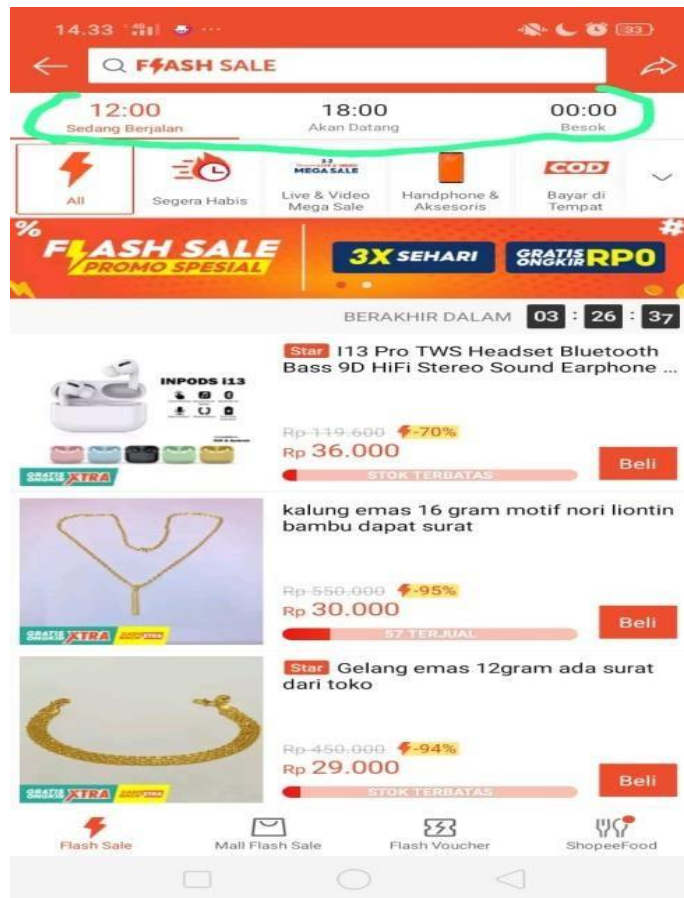 14.33
33
FLASH SALE
12:00 18:00 00:00
Sedang Berjalan Akan Datang Besok
MEGA SALE
COD
All Segera Habis Live & Video Mega Sale Handphone & Aksesoris Bayar di Tempat
% #
FLASH SALE
PROMO SPESIAL
3X SEHARI
GRATIS ONGKIR RP0
BERAKHIR DALAM 03 : 26 : 37
Star I13 Pro TWS Headset Bluetooth
Bass 9D HiFi Stereo Sound Earphone ...
INPODS i13
Rp 119.600 -70%
Rp 36.000
STOK TERBATAS
Beli
GRATIS ONGKIR XTRA
kalung emas 16 gram motif nori liontin
bambu dapat surat
Rp 550.000 -95%
Rp 30.000
57 TERJUAL
Beli
GRATIS ONGKIR XTRA
Star Gelang emas 12gram ada surat
dari toko
Rp 450.000 -94%
Rp 29.000
STOK TERBATAS
Beli
GRATIS ONGKIR XTRA
Flash Sale Mall Flash Sale Flash Voucher ShopeeFood